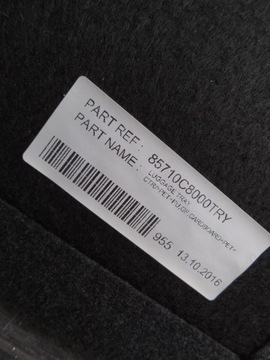 PART REF : 85710C8000TRY
PART NAME : LUGGAGE TRAY
955 13.10.2016